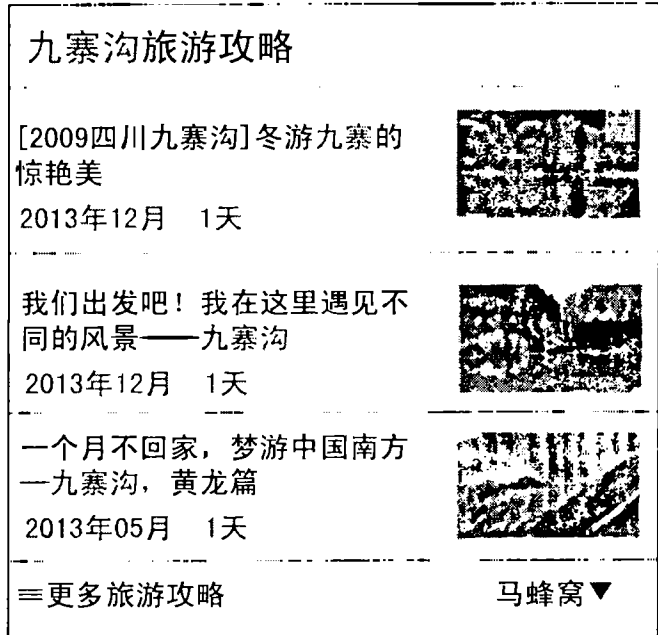 九寨沟旅游攻略
[2009四川九寨沟]冬游九寨的
惊艳美
2013年12月 1天
我们出发吧！我在这里遇见不
同的风景——九寨沟
2013年12月 1天
一个月不回家，梦游中国南方
—九寨沟，黄龙篇
2013年05月 1天
≡更多旅游攻略 马蜂窝▼